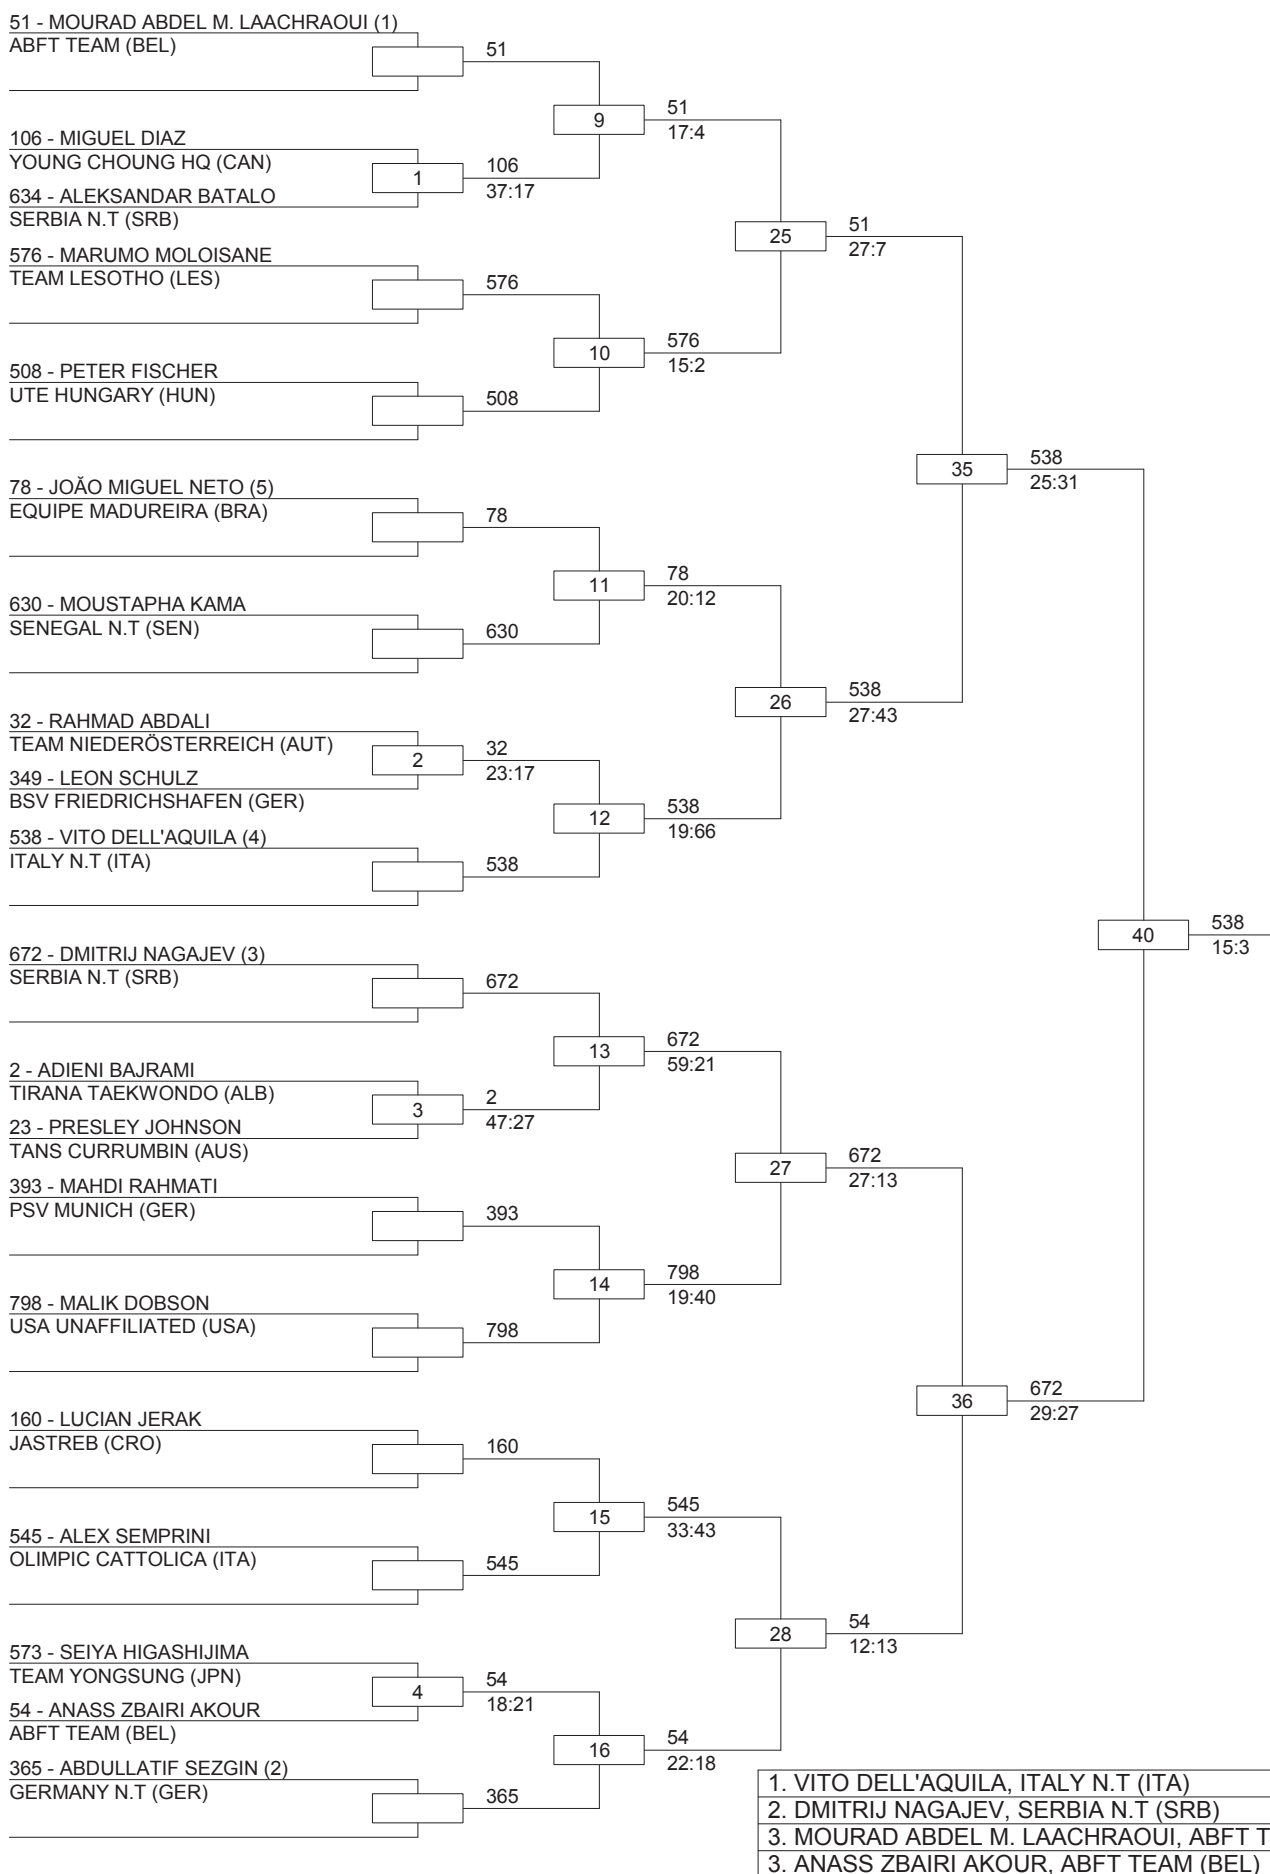 51 - MOURAD ABDEL M. LAACHRAOUI (1)
ABFT TEAM (BEL)
51
9
51
17:4
106 - MIGUEL DIAZ
YOUNG CHOUNG HQ (CAN)
1
106
37:17
634 - ALEKSANDAR BATALO
SERBIA N.T (SRB)
25
51
27:7
576 - MARUMO MOLOISANE
TEAM LESOTHO (LES)
576
10
576
15:2
508 - PETER FISCHER
UTE HUNGARY (HUN)
508
35
538
25:31
78 - JOÃO MIGUEL NETO (5)
EQUIPE MADUREIRA (BRA)
78
11
78
20:12
630 - MOUSTAPHA KAMA
SENEGAL N.T (SEN)
630
26
538
27:43
32 - RAHMAD ABDALI
TEAM NIEDERÖSTERREICH (AUT)
2
32
23:17
349 - LEON SCHULZ
BSV FRIEDRICHSHAFEN (GER)
12
538
19:66
538 - VITO DELL'AQUILA (4)
ITALY N.T (ITA)
538
40
538
15:3
672 - DMITRIJ NAGAJEV (3)
SERBIA N.T (SRB)
672
13
672
59:21
2 - ADIENI BAJRAMI
TIRANA TAEKWONDO (ALB)
3
2
47:27
23 - PRESLEY JOHNSON
TANS CURRUMBIN (AUS)
27
672
27:13
393 - MAHDI RAHMATI
PSV MUNICH (GER)
393
14
798
19:40
798 - MALIK DOBSON
USA UNAFFILIATED (USA)
798
36
672
29:27
160 - LUCIAN JERAK
JASTREB (CRO)
160
15
545
33:43
545 - ALEX SEMPRINI
OLIMPIC CATTOLICA (ITA)
545
28
54
12:13
573 - SEIYA HIGASHIJIMA
TEAM YONGSUNG (JPN)
4
54
18:21
54 - ANASS ZBAIRI AKOUR
ABFT TEAM (BEL)
16
54
22:18
365 - ABDULLATIF SEZGIN (2)
GERMANY N.T (GER)
365
1. VITO DELL'AQUILA, ITALY N.T (ITA)
2. DMITRIJ NAGAJEV, SERBIA N.T (SRB)
3. MOURAD ABDEL M. LAACHRAOUI, ABFT T
3. ANASS ZBAIRI AKOUR, ABFT TEAM (BEL)